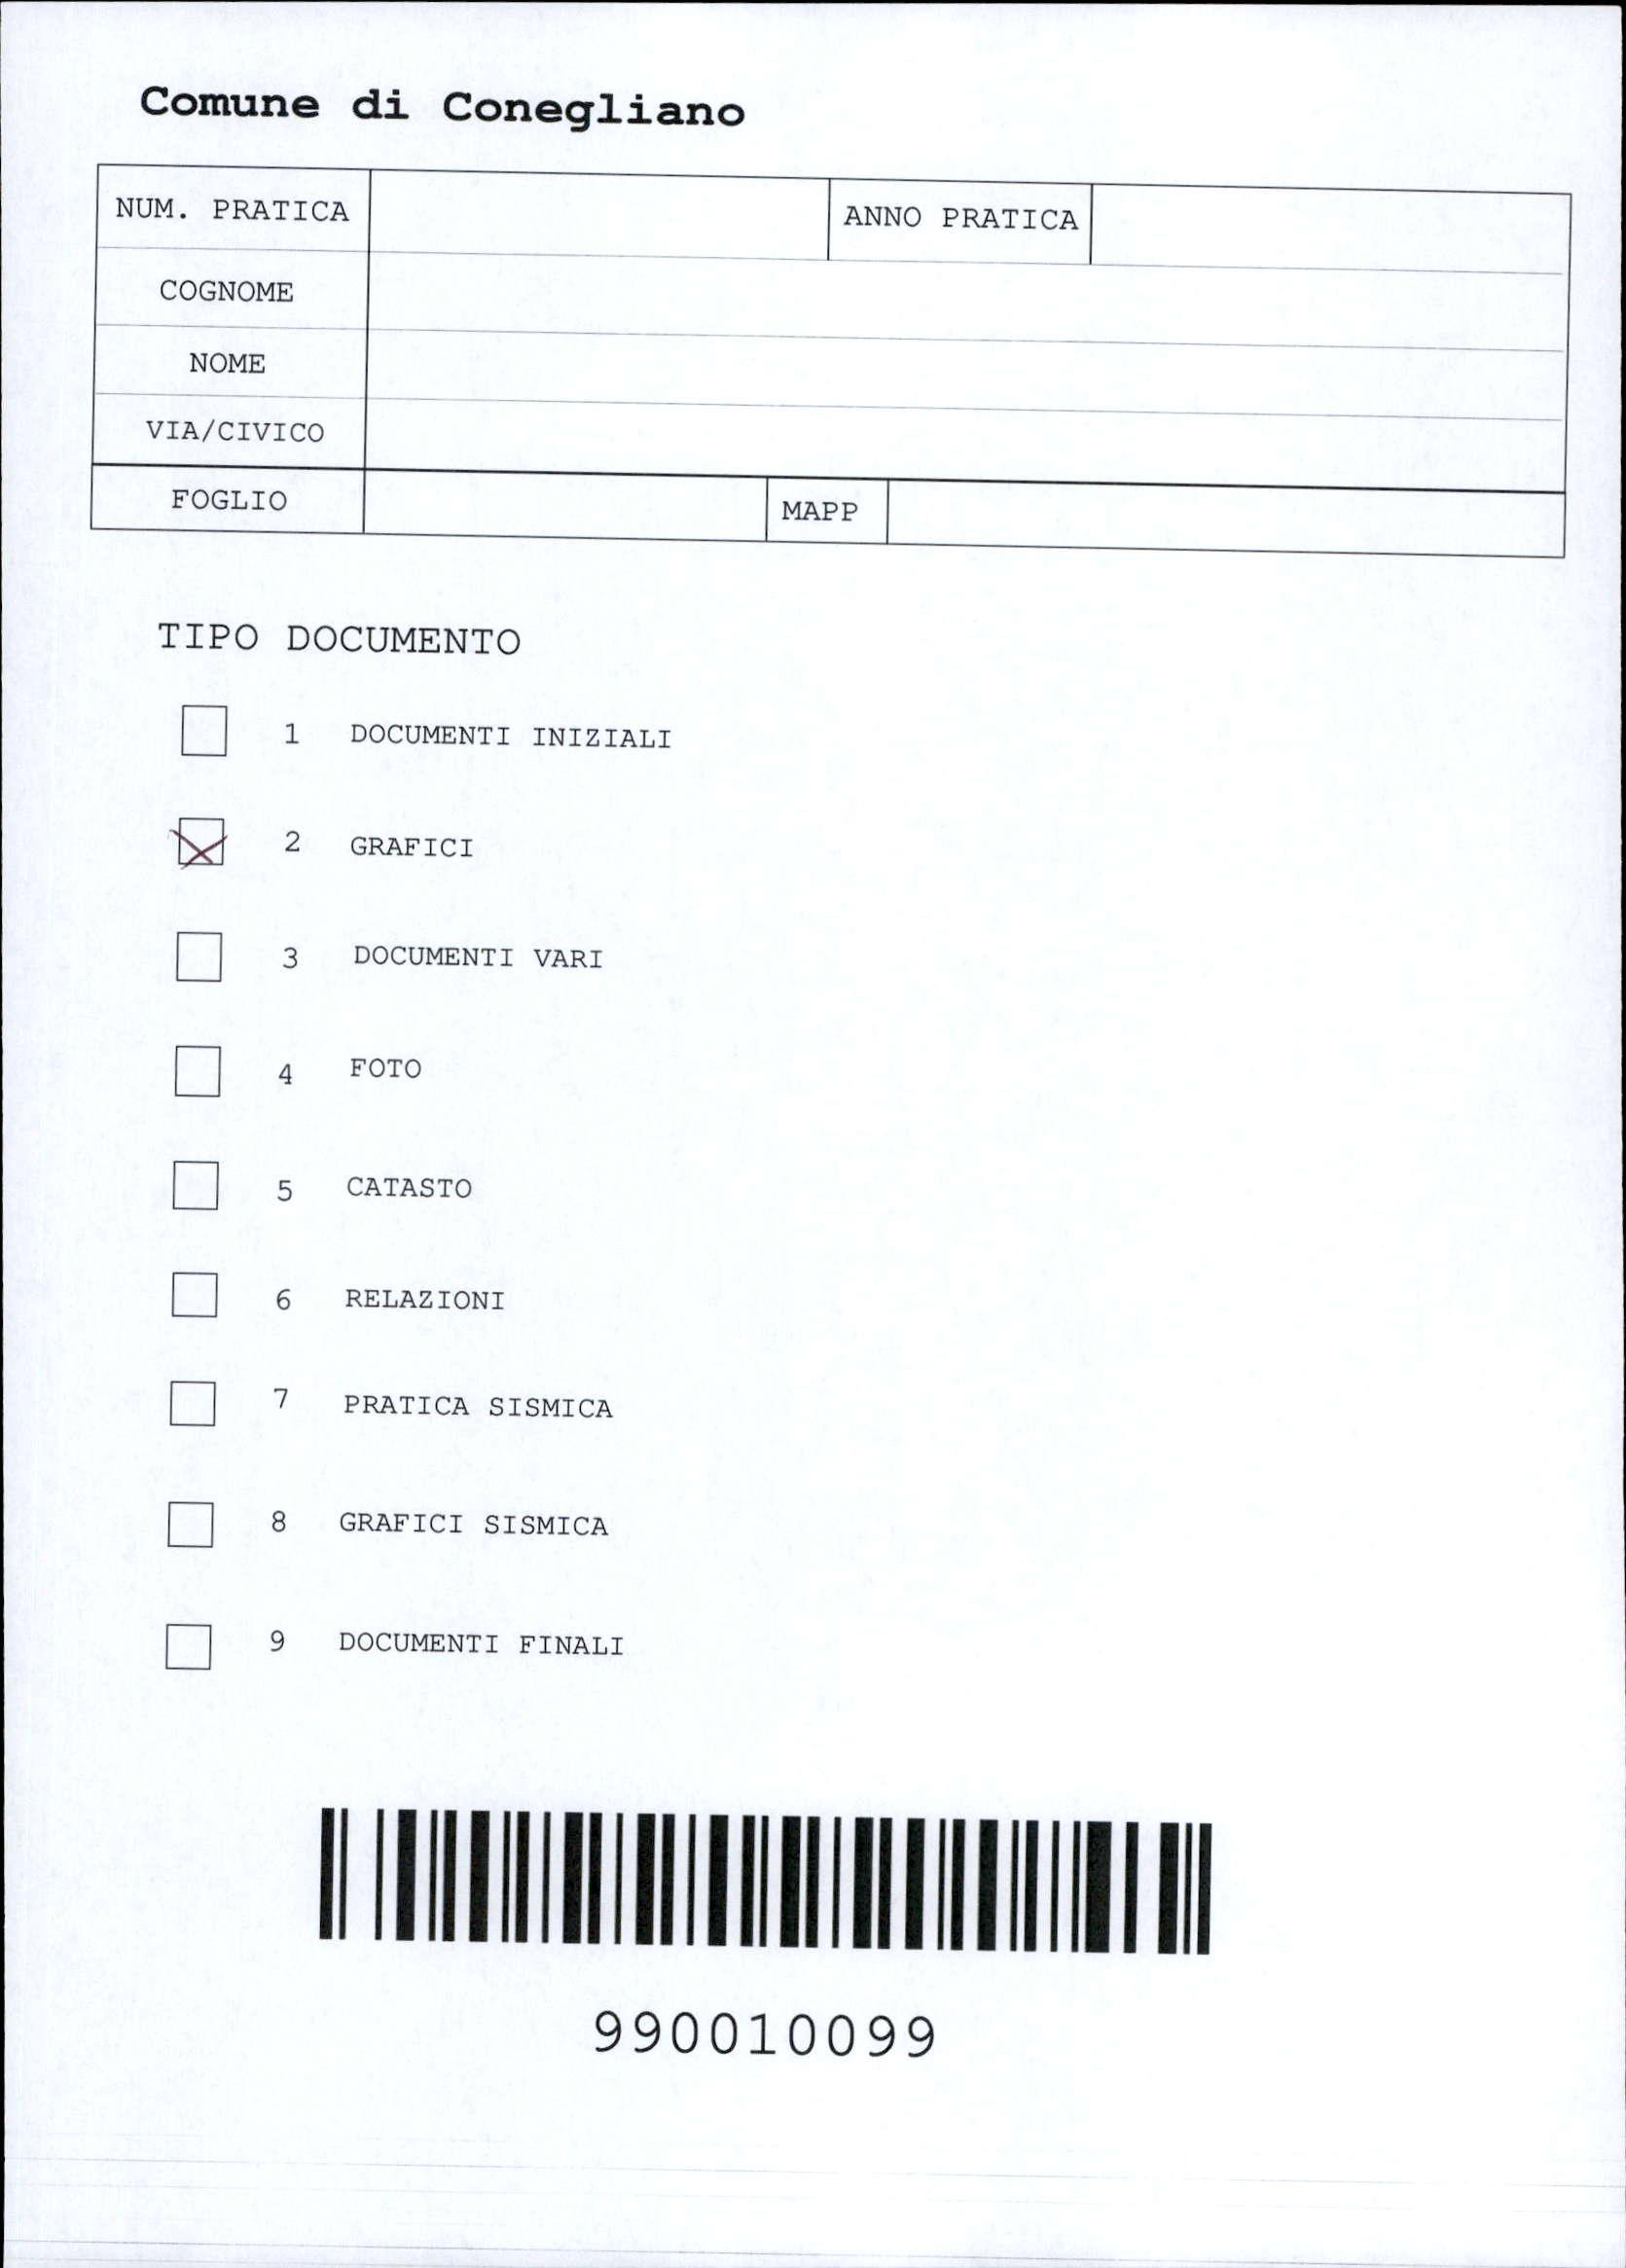 Comune di Conegliano
NUM. PRATICA ANNO PRATICA
COGNOME
NOME
VIA/CIVICO
FOGLIO MAPP
TIPO DOCUMENTO
1 DOCUMENTI INIZIALI
2 GRAFICI
3 DOCUMENTI VARI
4 FOTO
5 CATASTO
6 RELAZIONI
7 PRATICA SISMICA
8 GRAFICI SISMICA
9 DOCUMENTI FINALI
990010099